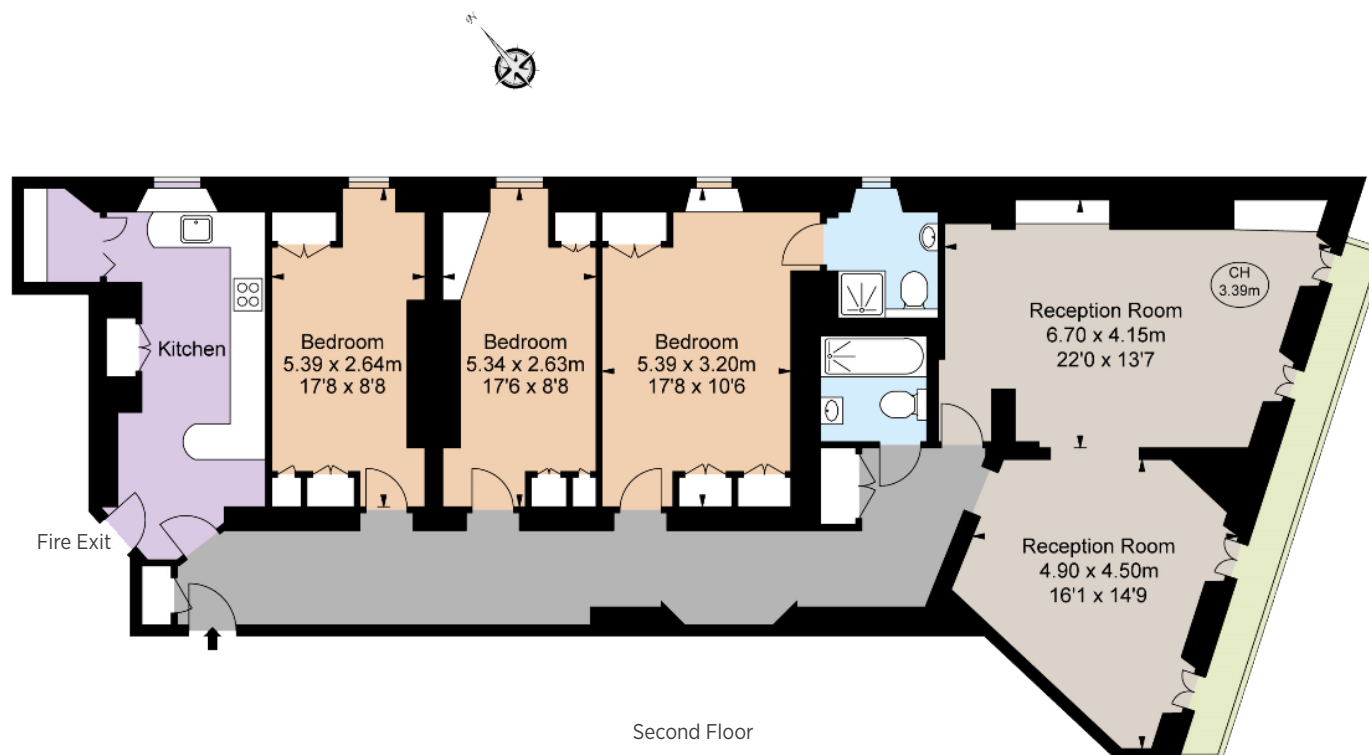 N
Kitchen
Bedroom
5.39 x 2.64m
17'8 x 8'8
Bedroom
5.34 x 2.63m
17'6 x 8'8
Bedroom
5.39 x 3.20m
17'8 x 10'6
Reception Room
6.70 x 4.15m
22'0 x 13'7
CH
3.39m
Fire Exit
Reception Room
4.90 x 4.50m
16'1 x 14'9
Second Floor